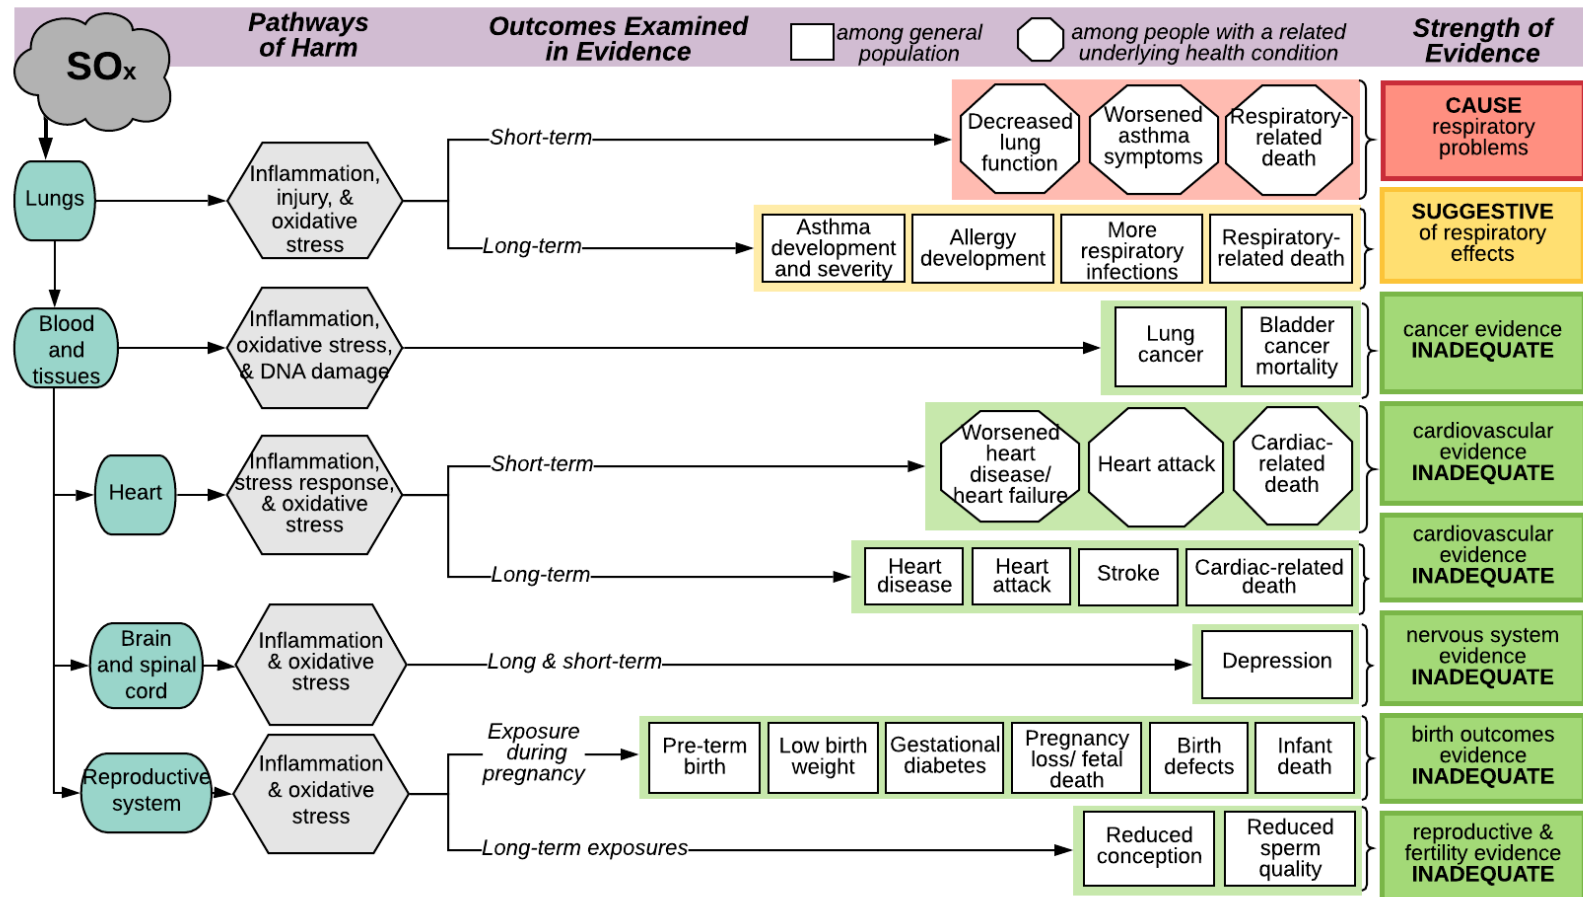 SOx
Pathways
of Harm
Outcomes Examined
in Evidence
among general
population
among people with a related
underlying health condition
Strength of
Evidence
Lungs
Inflammation,
injury, &
oxidative
stress
Short-term
Decreased
lung
function
Worsened
asthma
symptoms
Respiratory-
related
death
CAUSE
respiratory
problems
Long-term
Asthma
development
and severity
Allergy
development
More
respiratory
infections
Respiratory-
related death
SUGGESTIVE
of respiratory
effects
Blood
and
tissues
Inflammation,
oxidative stress,
& DNA damage
Lung
cancer
Bladder
cancer
mortality
cancer evidence
INADEQUATE
Heart
Inflammation,
stress response,
& oxidative
stress
Short-term
Worsened
heart
disease/
heart failure
Heart attack
Cardiac-
related
death
cardiovascular
evidence
INADEQUATE
Long-term
Heart
disease
Heart
attack
Stroke
Cardiac-related
death
cardiovascular
evidence
INADEQUATE
Brain
and spinal
cord
Inflammation
& oxidative
stress
Long & short-term
Depression
nervous system
evidence
INADEQUATE
Reproductive
system
Inflammation
& oxidative
stress
Exposure
during
pregnancy
Pre-term
birth
Low birth
weight
Gestational
diabetes
Pregnancy
loss/ fetal
death
Birth
defects
Infant
death
birth outcomes
evidence
INADEQUATE
Long-term exposures
Reduced
conception
Reduced
sperm
quality
reproductive &
fertility evidence
INADEQUATE